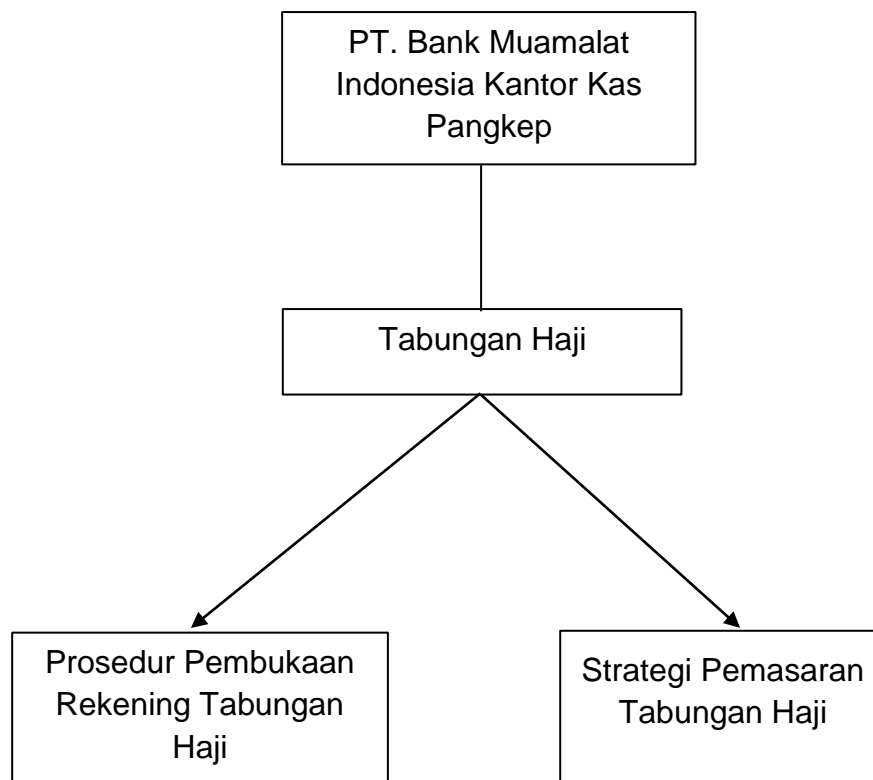 PT. Bank Muamalat
Indonesia Kantor Kas
Pangkep
Tabungan Haji
Prosedur Pembukaan
Rekening Tabungan
Haji
Strategi Pemasaran
Tabungan Haji